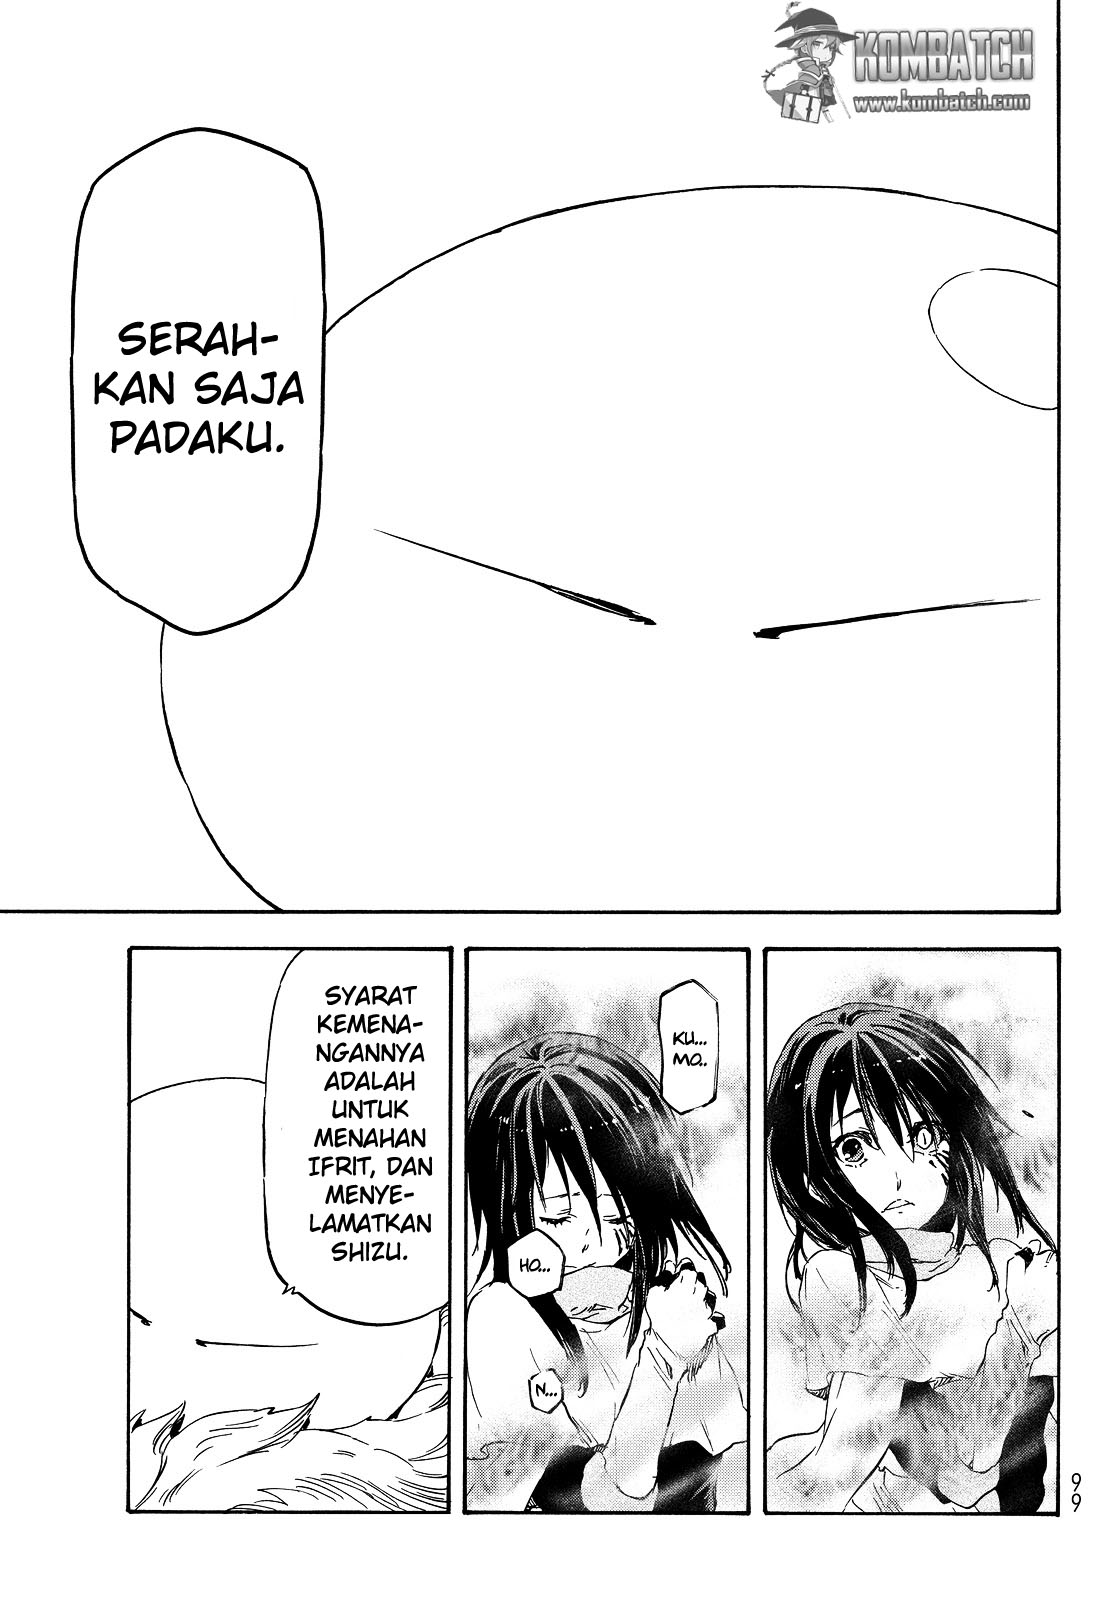 KOMBATCH
www.kombatch.com
SERAH-
KAN SAJA
PADAKU.
KU...
MO..
HO...
N...
SYARAT
KEMENA-
NGANNYA
ADALAH
UNTUK
MENAHAN
IFRIT, DAN
MENYE-
LAMATKAN
SHIZU.
99